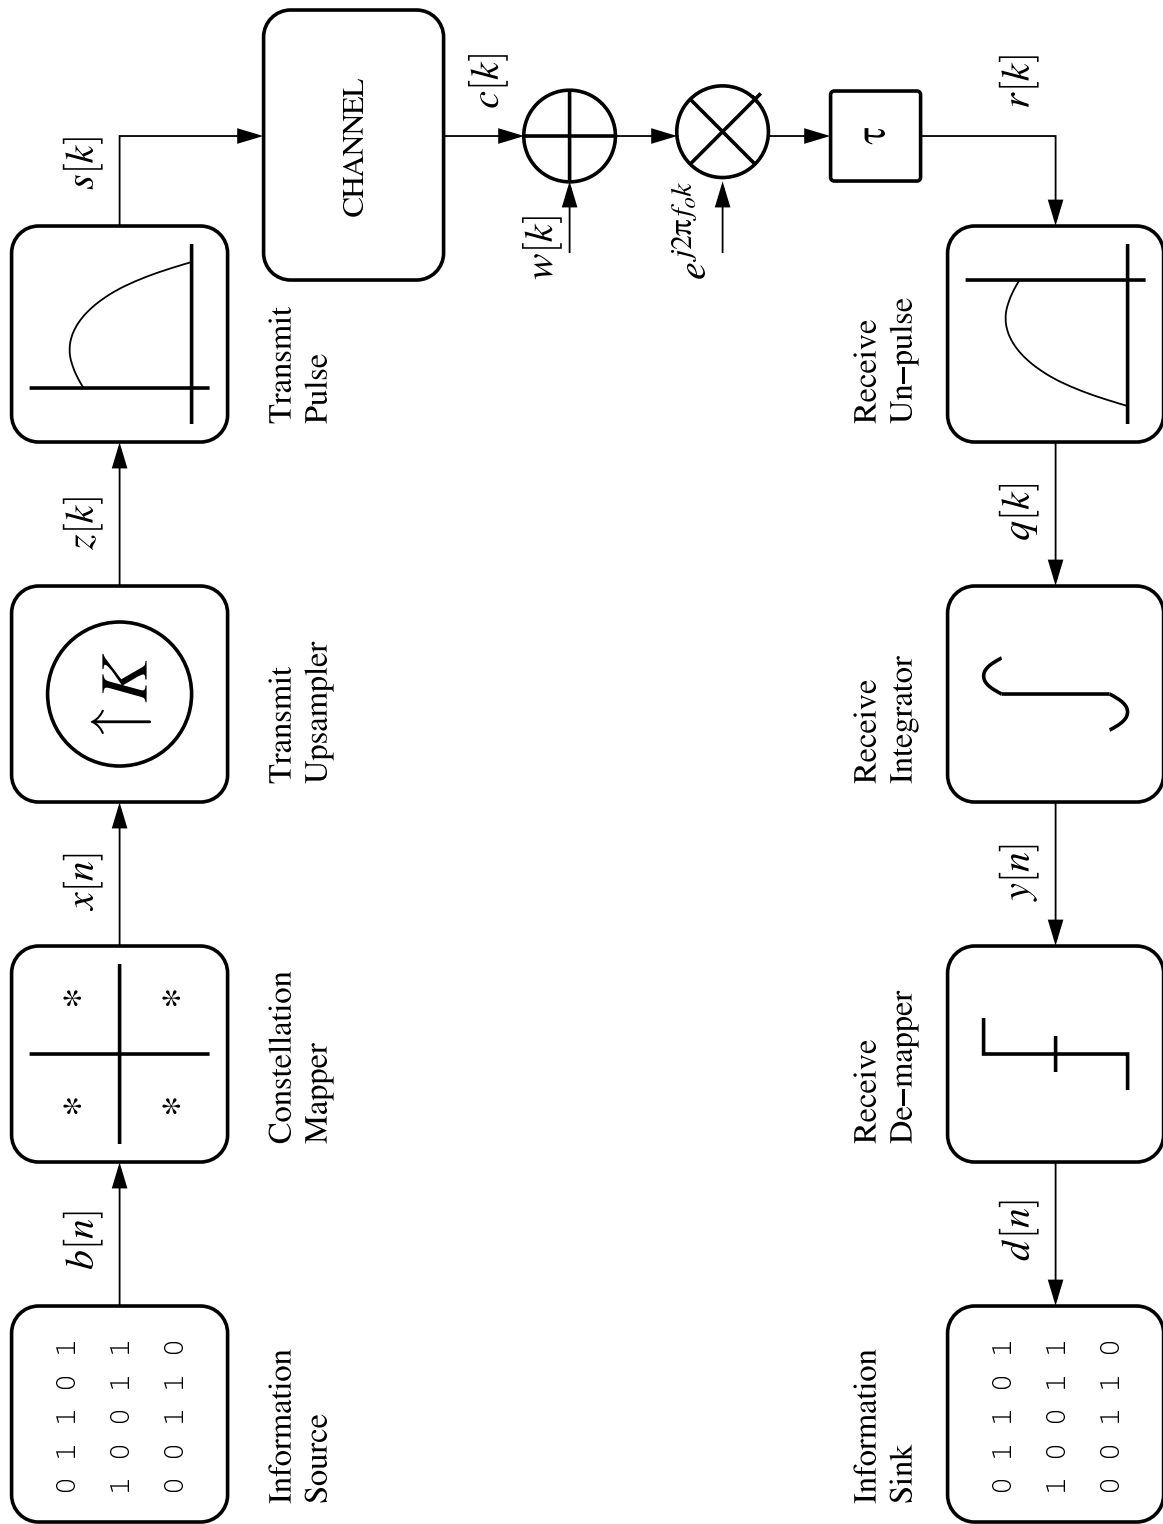 0 1 1 0 1
1 0 0 1 1
0 0 1 1 0
Information
Source
b[n]
* *
* *
Constellation
Mapper
x[n]
↑K
Transmit
Upsampler
z[k]
Transmit
Pulse
s[k]
CHANNEL
c[k]
w[k]
e^{j2πf_o k}
τ
r[k]
Receive
Un−pulse
q[k]
Receive
Integrator
y[n]
Receive
De−mapper
d[n]
Information
Sink
0 1 1 0 1
1 0 0 1 1
0 0 1 1 0